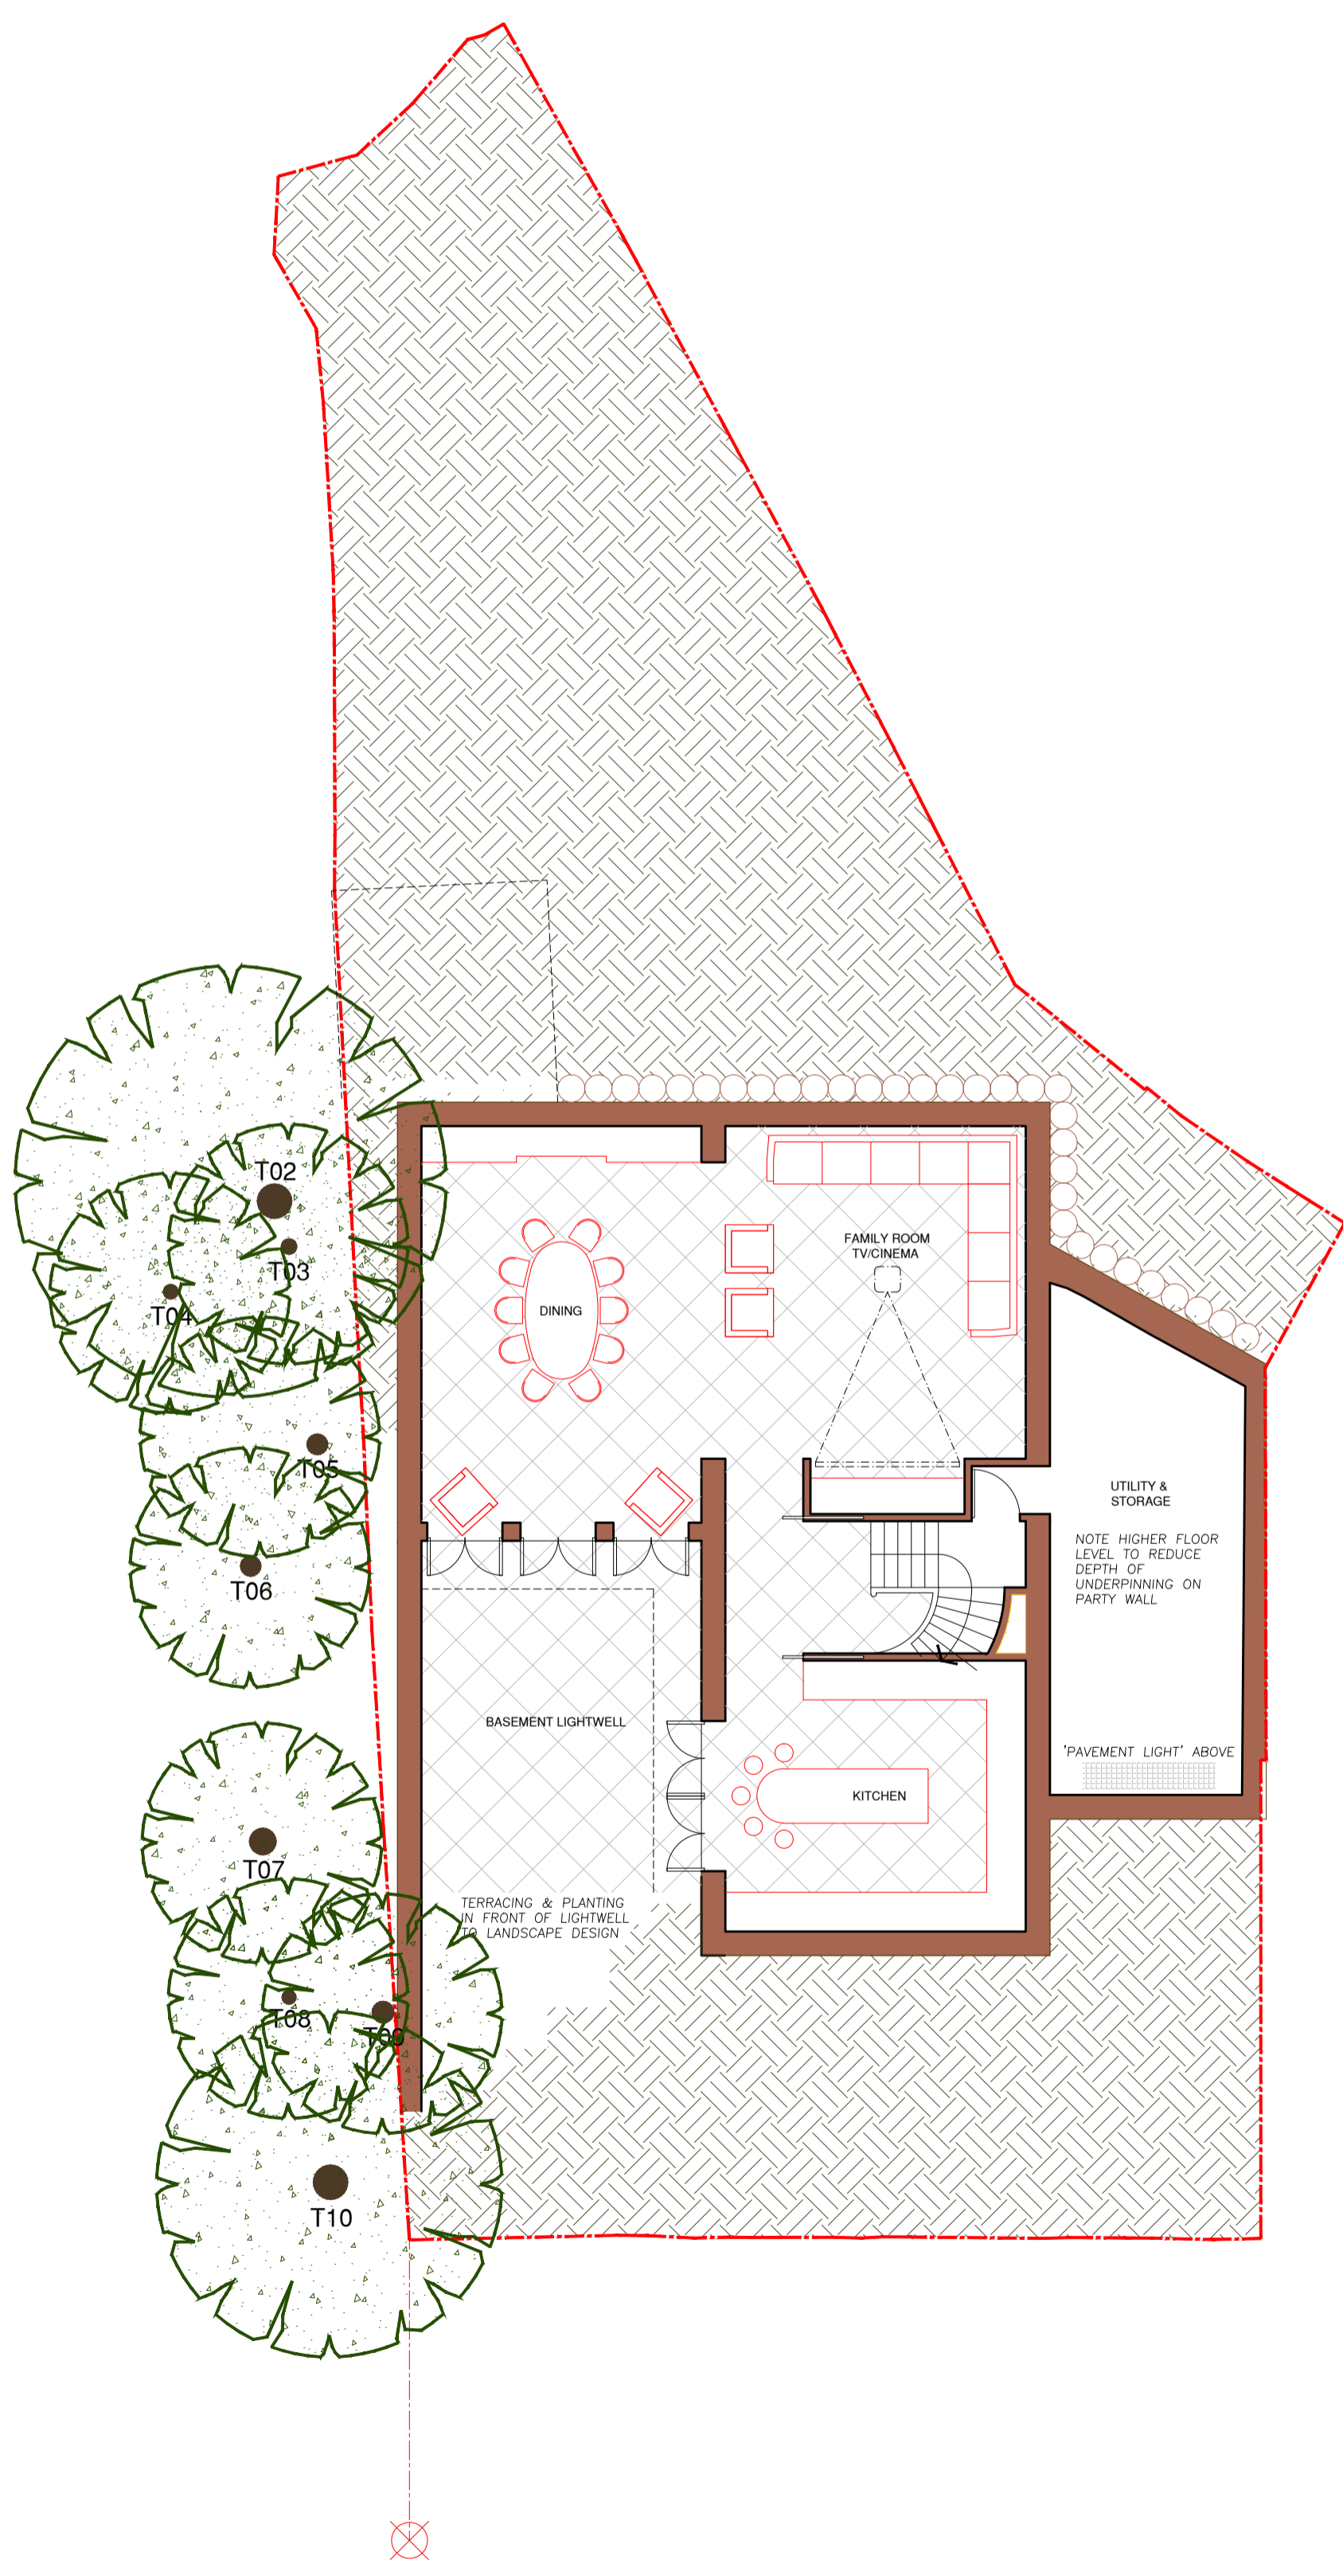 T02
T03
T04
T05
T06
T07
T08
T09
T10
DINING
FAMILY ROOM
TV/CINEMA
UTILITY &
STORAGE
NOTE HIGHER FLOOR
LEVEL TO REDUCE
DEPTH OF
UNDERPINNING ON
PARTY WALL
BASEMENT LIGHTWELL
'PAVEMENT LIGHT' ABOVE
KITCHEN
TERRACING & PLANTING
IN FRONT OF LIGHTWELL
TO LANDSCAPE DESIGN